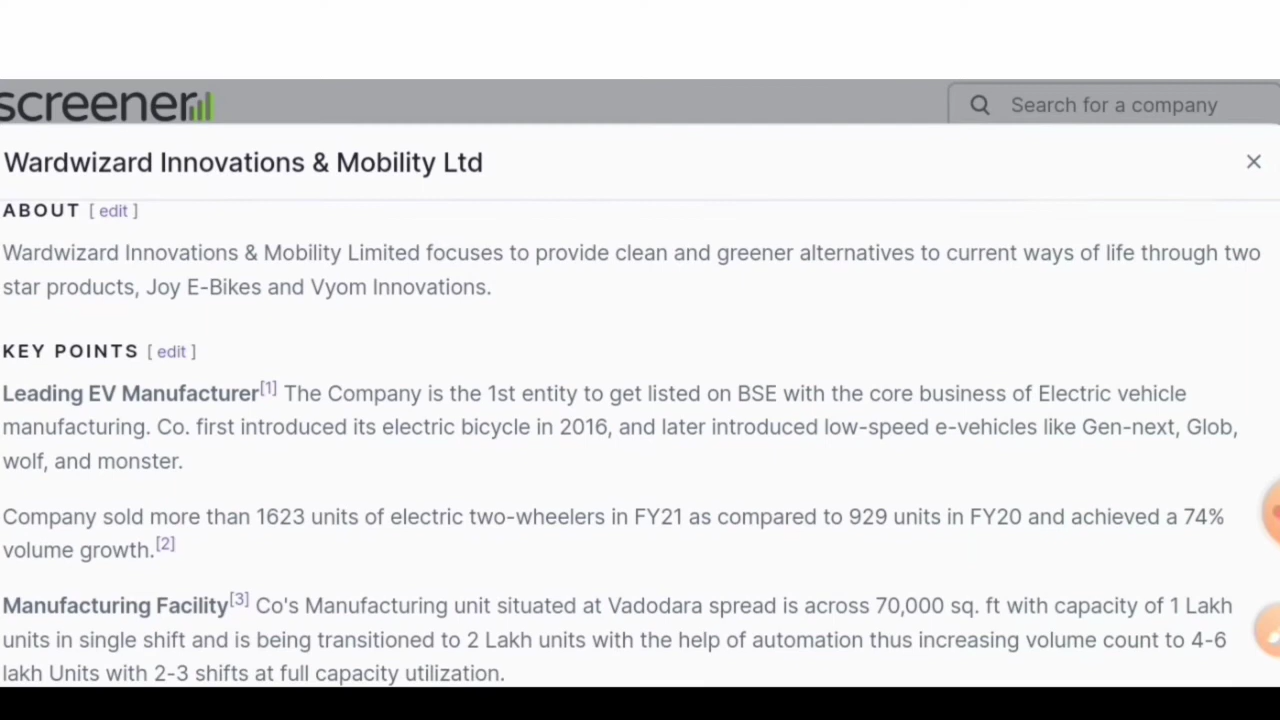 screener
Search for a company
Wardwizard Innovations & Mobility Ltd
ABOUT [ edit ]
Wardwizard Innovations & Mobility Limited focuses to provide clean and greener alternatives to current ways of life through two
star products, Joy E-Bikes and Vyom Innovations.
KEY POINTS [ edit ]
Leading EV Manufacturer[1] The Company is the 1st entity to get listed on BSE with the core business of Electric vehicle
manufacturing. Co. first introduced its electric bicycle in 2016, and later introduced low-speed e-vehicles like Gen-next, Glob,
wolf, and monster.
Company sold more than 1623 units of electric two-wheelers in FY21 as compared to 929 units in FY20 and achieved a 74%
volume growth.[2]
Manufacturing Facility[3] Co's Manufacturing unit situated at Vadodara spread is across 70,000 sq. ft with capacity of 1 Lakh
units in single shift and is being transitioned to 2 Lakh units with the help of automation thus increasing volume count to 4-6
lakh Units with 2-3 shifts at full capacity utilization.